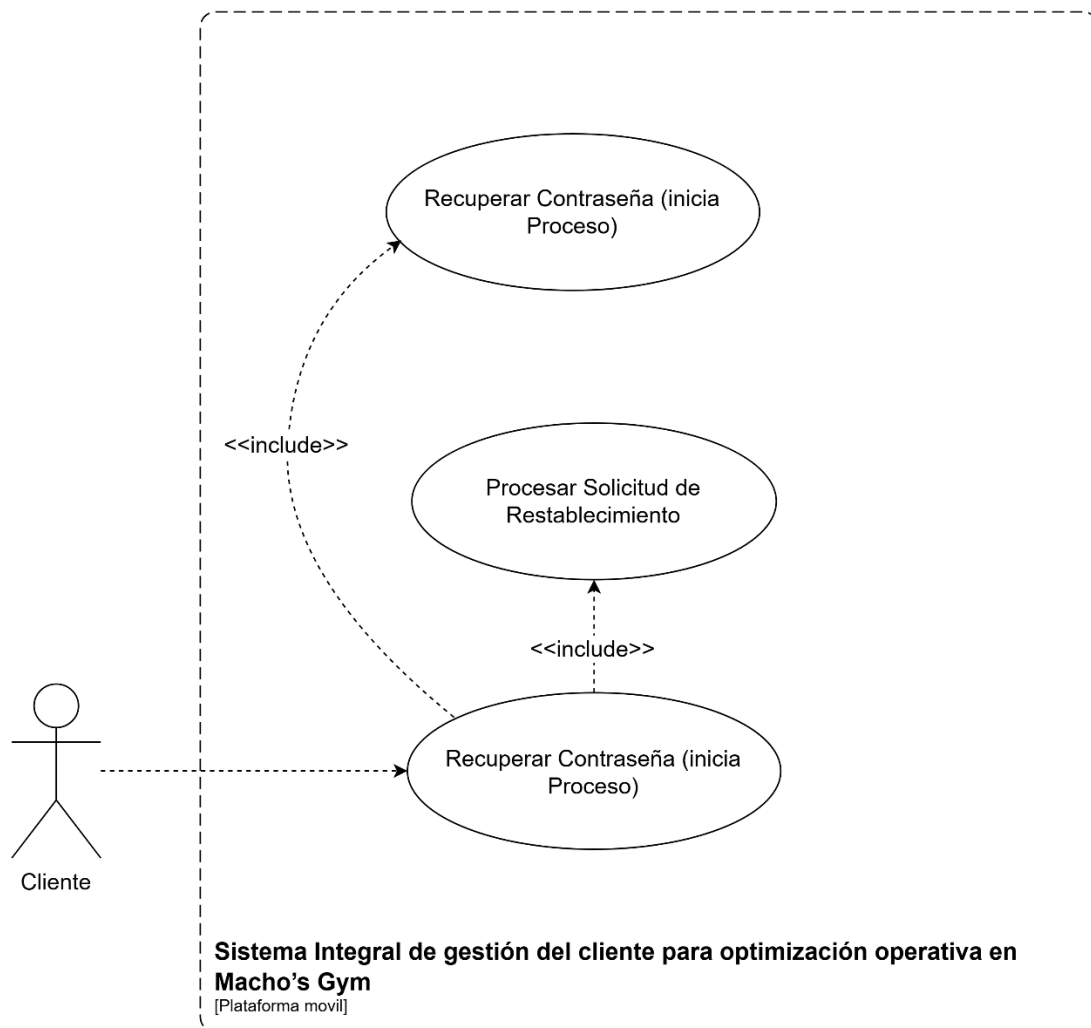 Recuperar Contraseña (inicia
Proceso)
<<include>>
Procesar Solicitud de
Restablecimiento
<<include>>
Recuperar Contraseña (inicia
Proceso)
Cliente
Sistema Integral de gestión del cliente para optimización operativa en
Macho's Gym
[Plataforma movil]